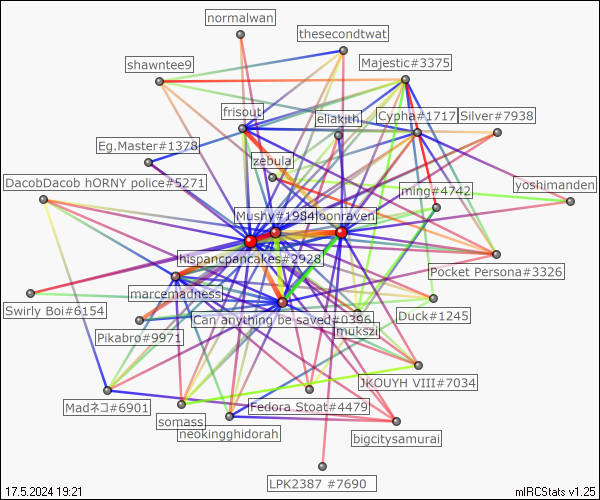 normalwan
thesecondtwat
shawntee9
Majestic#3375
frisout
eliakith
Cypha#1717
Silver#7938
Eg.Master#1378
zebula
DacobDacob hORNY police#5271
ming#4742
yoshimanden
Mushy#1984
loonraven
hispancpancakes#2928
Pocket Persona#3326
marcemadness
Swirly Boi#6154
Can anything be saved#0396
Duck#1245
Pikabro#9971
mukszi
JKOUYH VIII#7034
Madネコ#6901
Fedora Stoat#4479
somass
neokingghidorah
bigcitysamurai
LPK2387 #7690
17.5.2024 19:21
mIRCStats v1.25